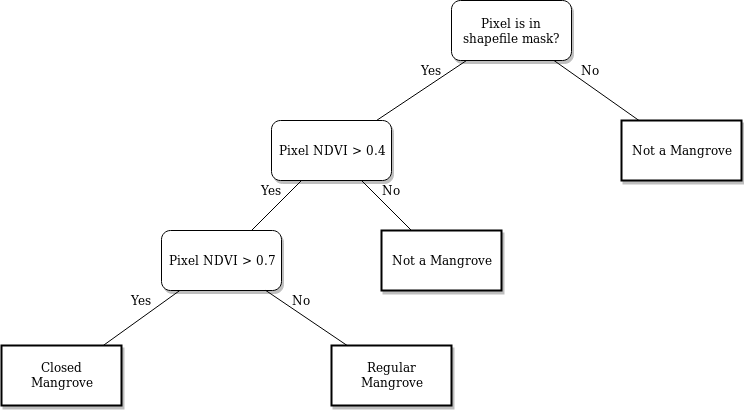 Pixel is in
shapefile mask?
Yes
No
Pixel NDVI > 0.4
Not a Mangrove
Yes
No
Pixel NDVI > 0.7
Not a Mangrove
Yes
No
Closed
Mangrove
Regular
Mangrove